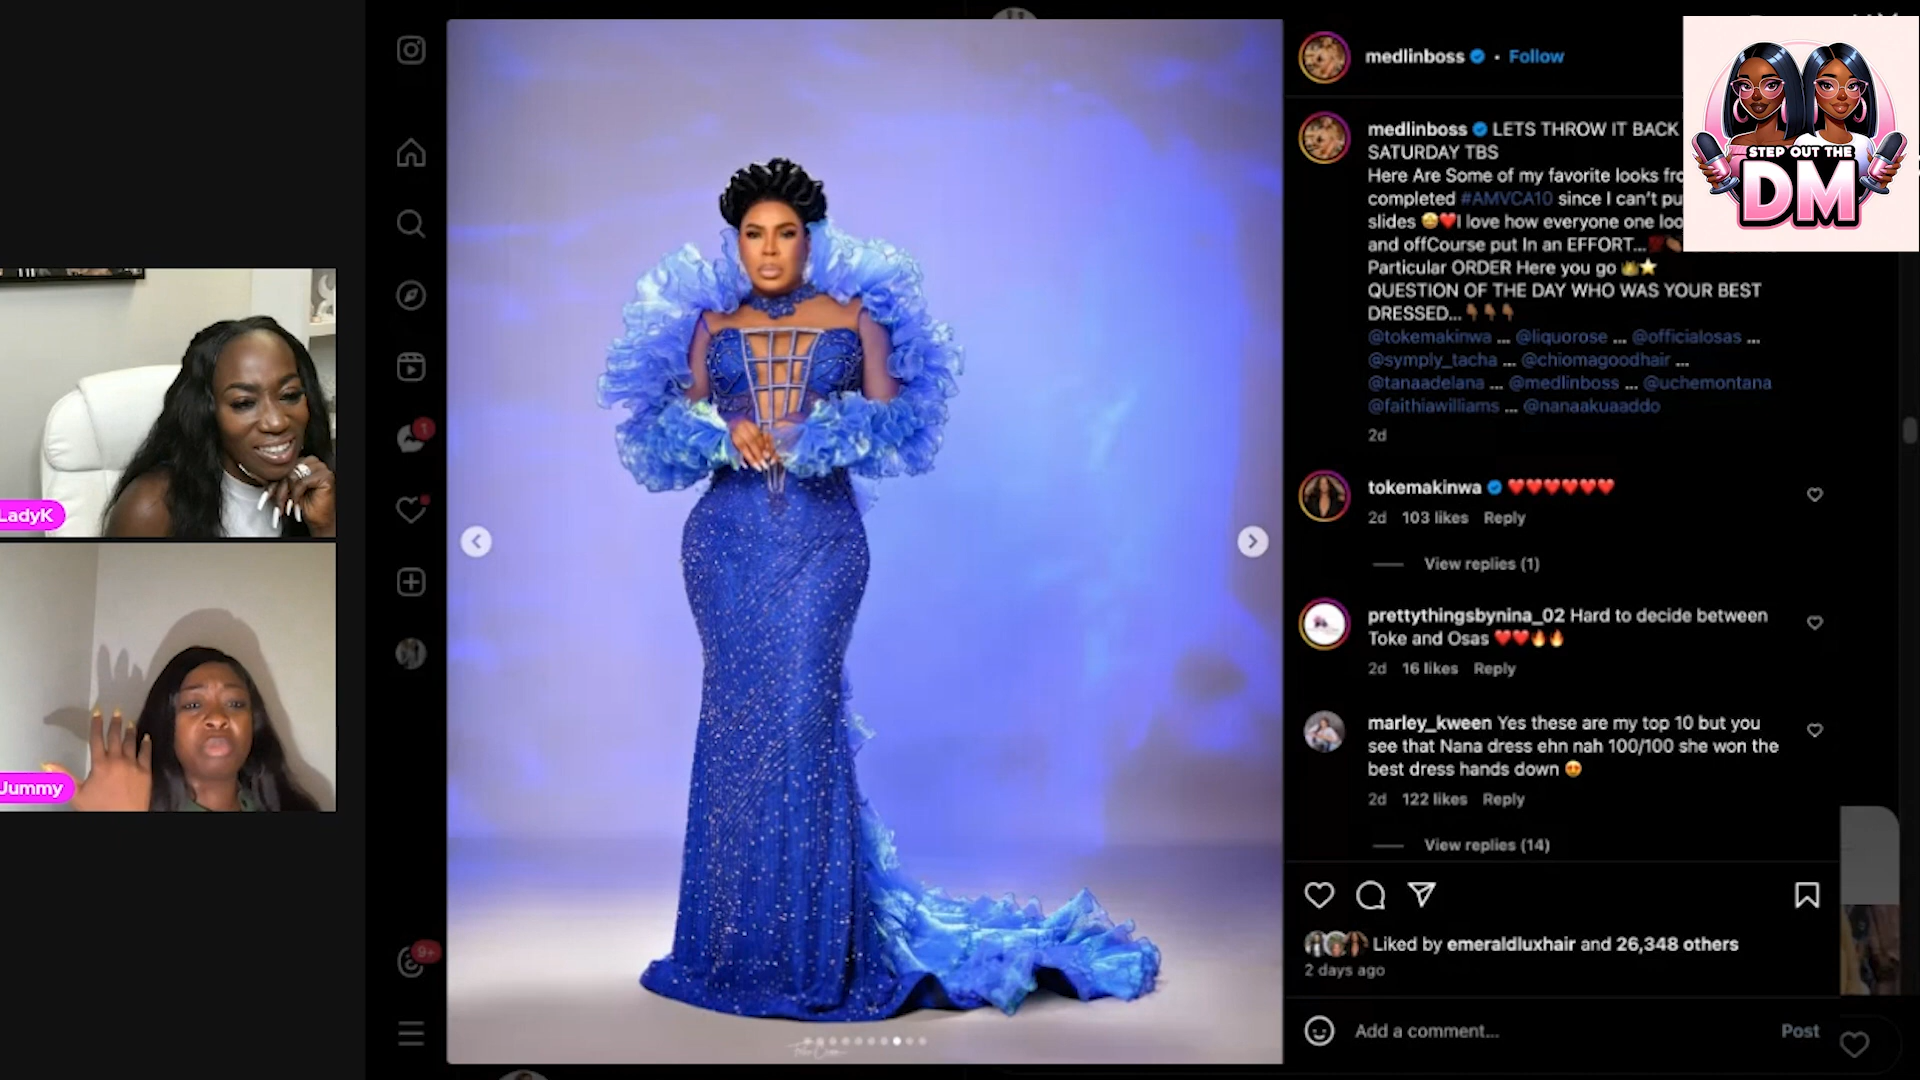 medlinboss • Follow
medlinboss LETS THROW IT BACK
SATURDAY TBS
Here Are Some of my favorite looks
completed #AMVCA10 since I can't
slides 🤩❤️I love how everyone one
and offCourse put In an EFFORT...💯
Particular ORDER Here you go 👑⭐
QUESTION OF THE DAY WHO WAS YOUR BEST
DRESSED...👇🏾👇🏾👇🏾
@tokemakinwa ... @liquorose ... @officialosas ...
@symply_tacha ... @chiomagoodhair ...
@tanaadelana ... @medlinboss ... @uchemontana
@faithiawilliams ... @nanaakuaaddo
2d
tokemakinwa ❤️❤️❤️❤️❤️❤️
2d 103 likes Reply
View replies (1)
prettythingsbynina_02 Hard to decide between
Toke and Osas ❤️❤️🔥🔥
2d 16 likes Reply
marley_kween Yes these are my top 10 but you
see that Nana dress ehn nah 100/100 she won the
best dress hands down 😍
2d 122 likes Reply
View replies (14)
Liked by emeraldluxhair and 26,348 others
2 days ago
Add a comment... Post
STEP OUT THE
DM
LadyK
Jummy
1
9+